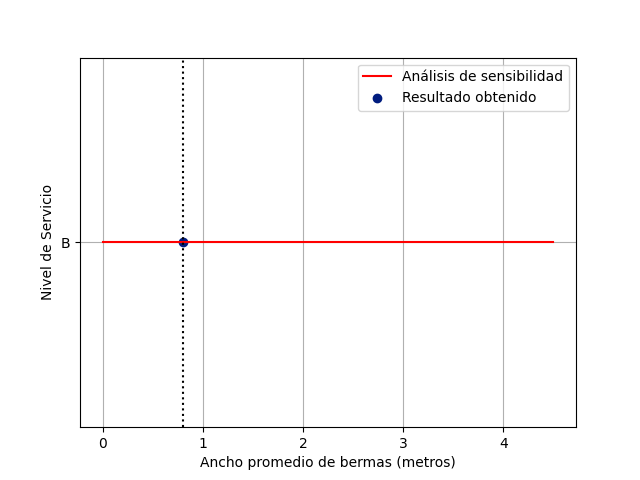 Análisis de sensibilidad
Resultado obtenido
Nivel de Servicio
B
0 1 2 3 4
Ancho promedio de bermas (metros)